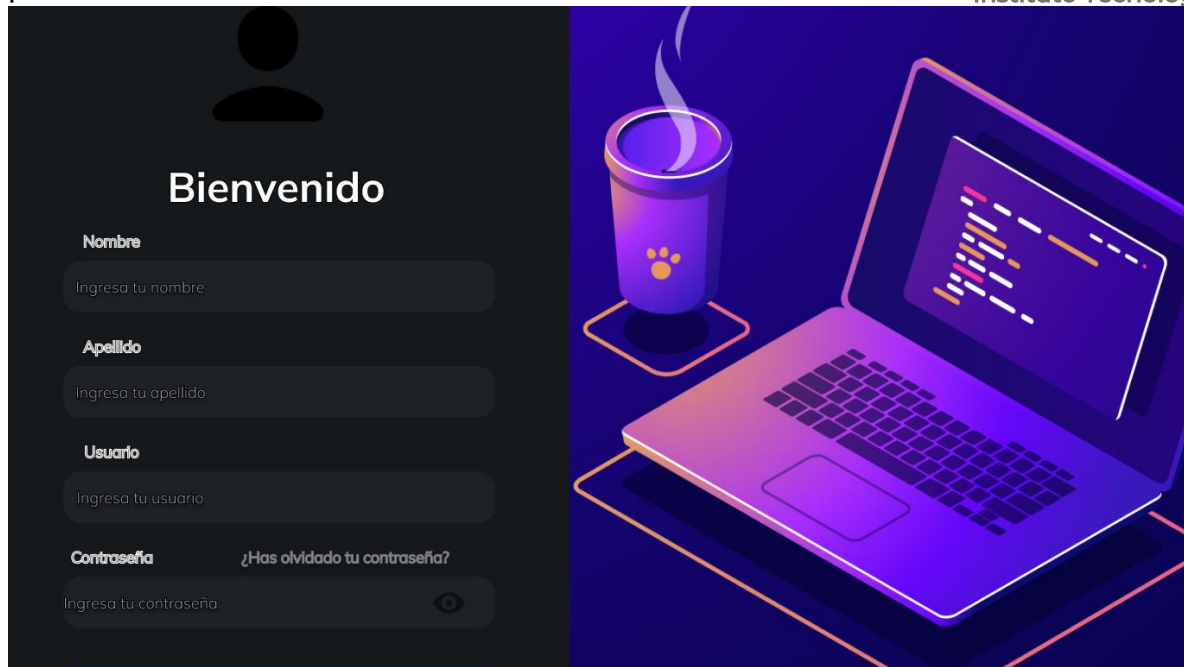 Bienvenido
Nombre
Ingresa tu nombre
Apellido
Ingresa tu apellido
Usuario
Ingresa tu usuario
Contraseña ¿Has olvidado tu contraseña?
Ingresa tu contraseña